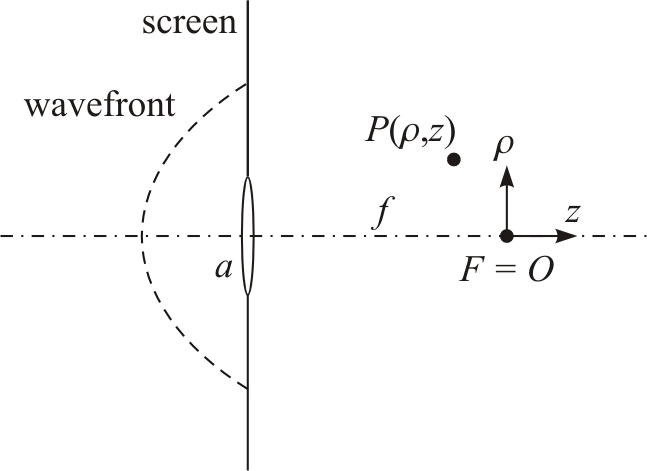 screen
wavefront
P(ρ,z)
ρ
f
z
a
F = O